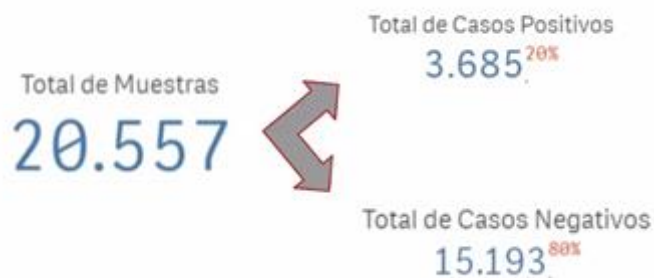 Total de Muestras
20.557
Total de Casos Positivos
3.685 20%
Total de Casos Negativos
15.193 80%